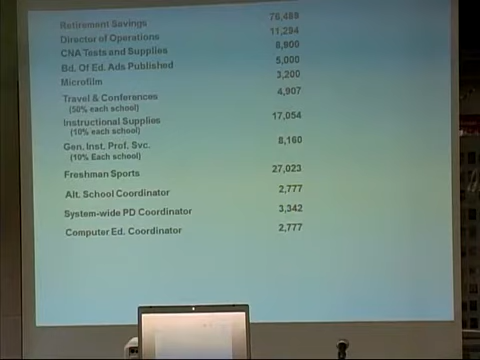 Retirement Savings 76,488
Director of Operations 11,294
CNA Tests and Supplies 8,900
Bd. Of Ed. Ads Published 5,000
Microfilm 3,200
Travel & Conferences 4,907
(50% each school)
Instructional Supplies 17,054
(10% each school)
Gen. Inst. Prof. Svc. 8,160
(10% Each school)
Freshman Sports 27,023
Alt. School Coordinator 2,777
System-wide PD Coordinator 3,342
Computer Ed. Coordinator 2,777